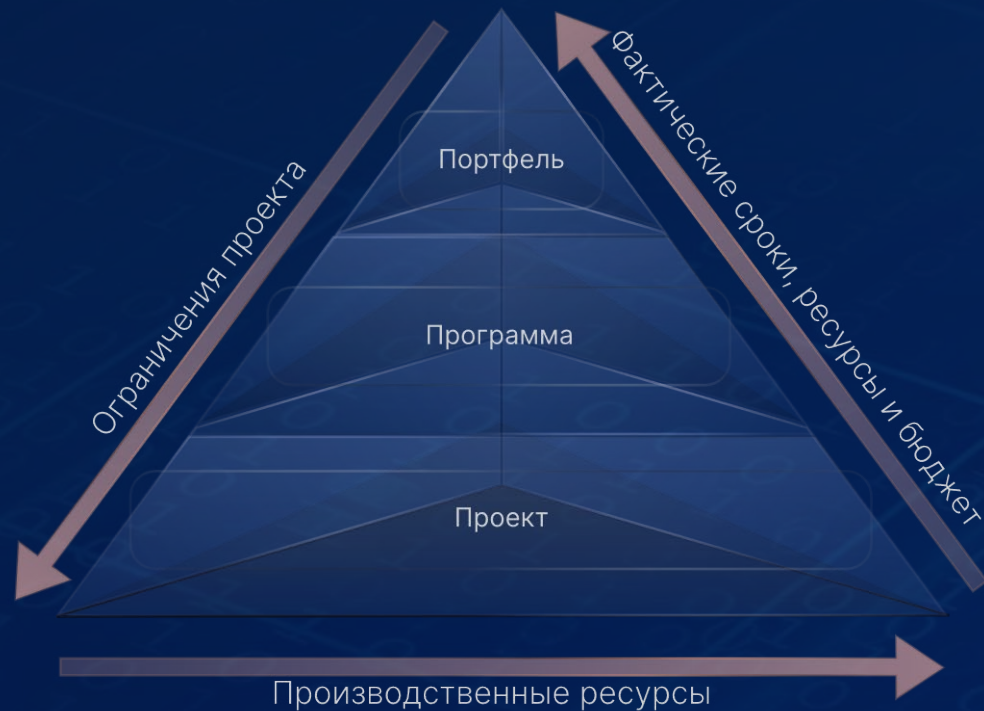 Портфель
Программа
Проект
Ограничения проекта
Фактические сроки, ресурсы и бюджет
Производственные ресурсы